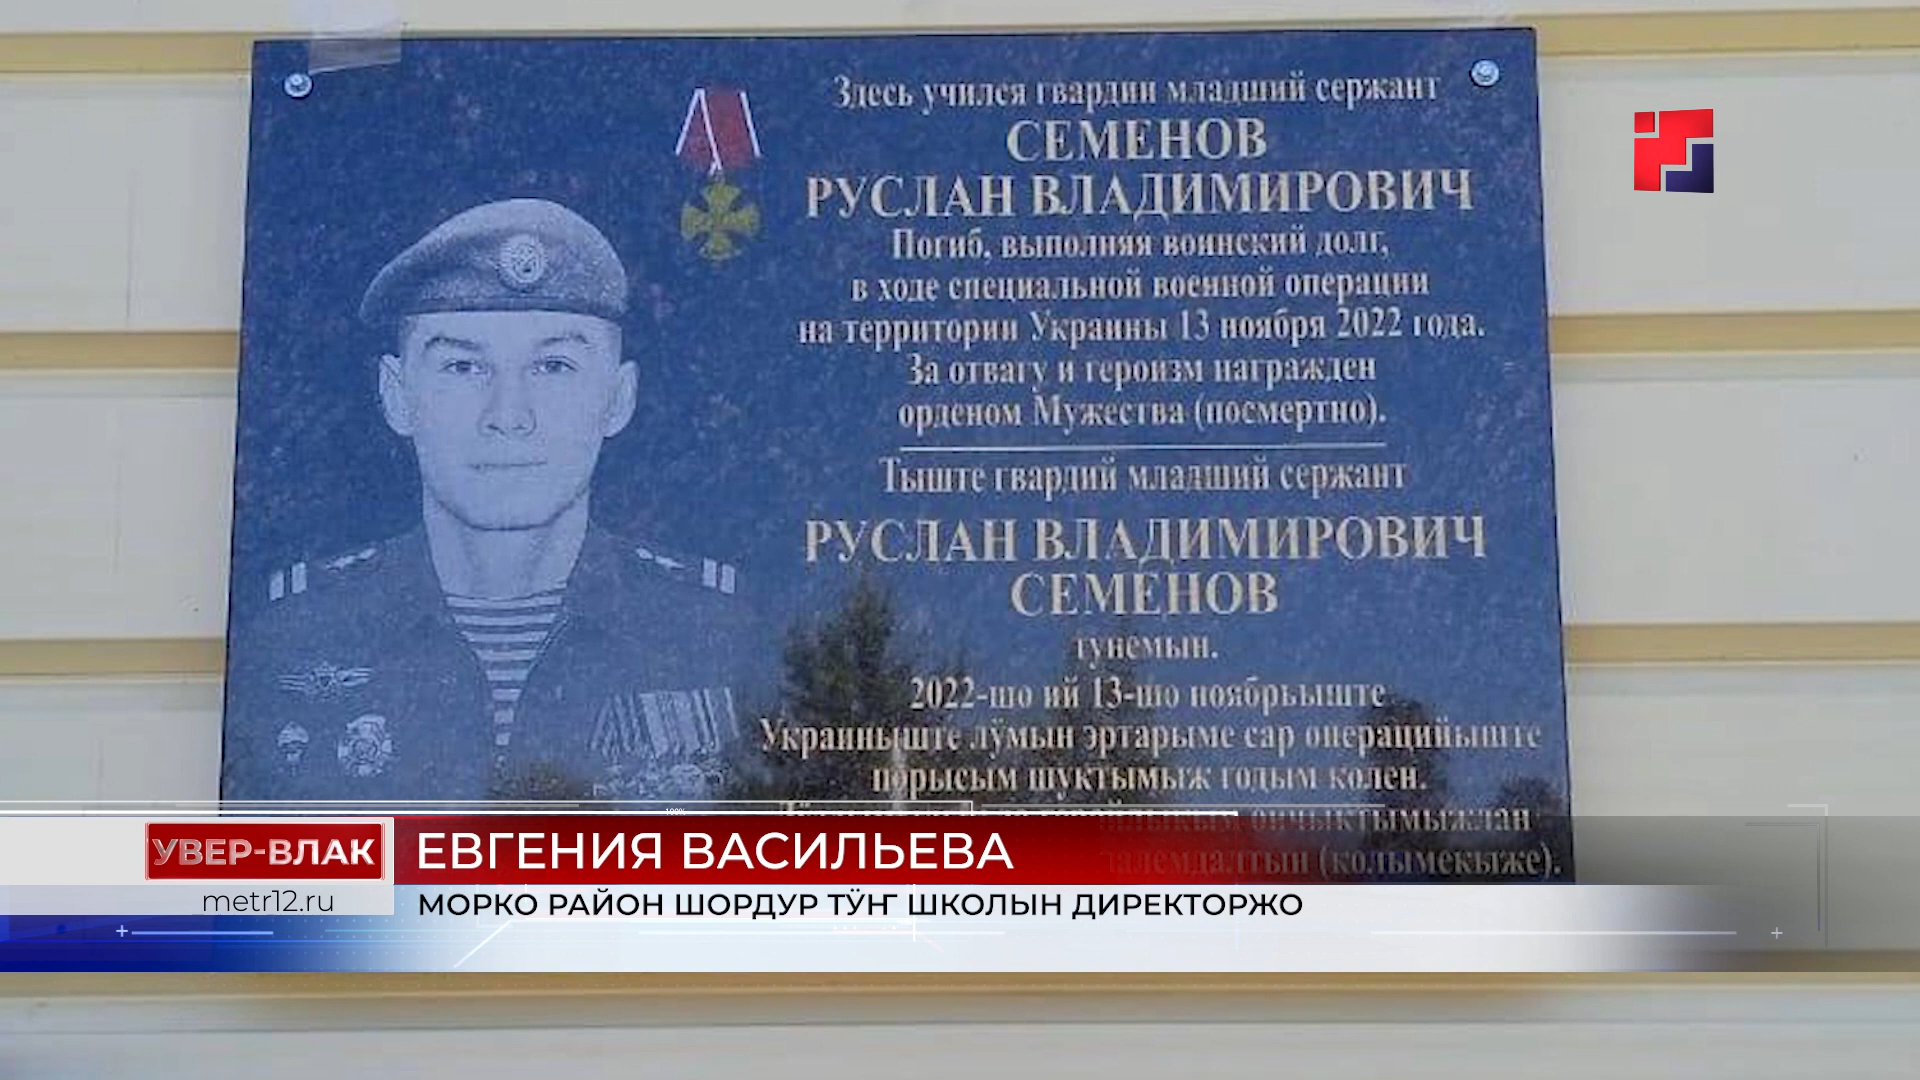 Здесь учился гвардии младший сержант
СЕМЕНОВ
РУСЛАН ВЛАДИМИРОВИЧ
Погиб, выполняя воинский долг,
в ходе специальной военной операции
на территории Украины 13 ноября 2022 года.
За отвагу и героизм награжден
орденом Мужества (посмертно).
Тыште гвардий младший сержант
РУСЛАН ВЛАДИМИРОВИЧ
СЕМЕНОВ
тунемын.
2022-шо ий 13-шо ноябрьыште
Украиныште лӱмын эртарыме сар операцийыште
порысым шуктымыж годым колен.
ончыктымыжлан
палемдалтын (колымекыже).
УВЕР-ВЛАК
metr12.ru
ЕВГЕНИЯ ВАСИЛЬЕВА
МОРКО РАЙОН ШОРДУР ТӰҤ ШКОЛЫН ДИРЕКТОРЖО